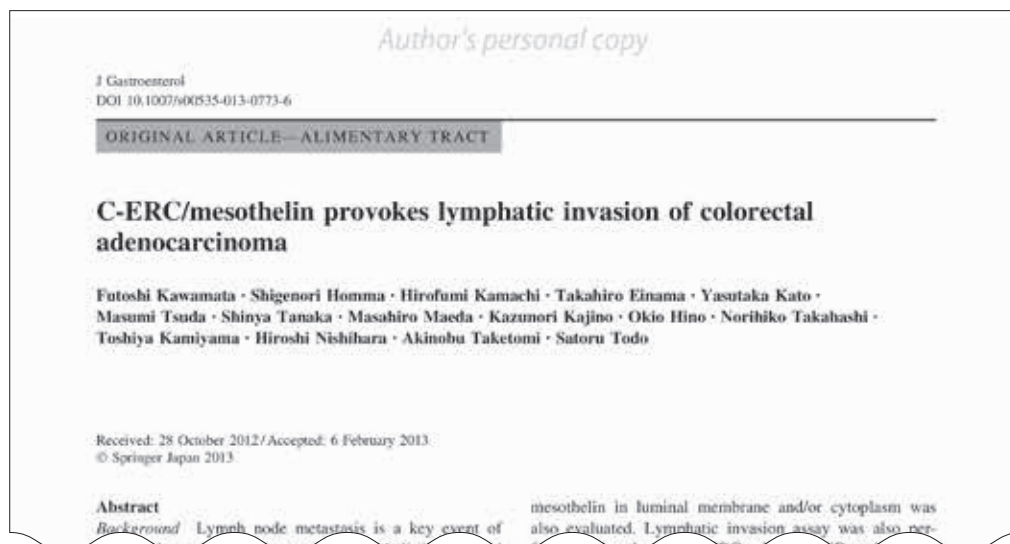 Author's personal copy
J Gastroenterol
DOI 10.1007/s00535-013-0773-6
ORIGINAL ARTICLE—ALIMENTARY TRACT
C-ERC/mesothelin provokes lymphatic invasion of colorectal
adenocarcinoma
Futoshi Kawamata · Shigenori Homma · Hirofumi Kamachi · Takahiro Einama · Yasutaka Kato ·
Masumi Tsuda · Shinya Tanaka · Masahiro Maeda · Kazunori Kajino · Okio Hino · Norihiko Takahashi ·
Toshiya Kamiyama · Hiroshi Nishihara · Akinobu Taketomi · Satoru Todo
Received: 28 October 2012 / Accepted: 6 February 2013
© Springer Japan 2013
Abstract
Background Lymph node metastasis is a key event of
mesothelin in luminal membrane and/or cytoplasm was
also evaluated. Lymphatic invasion assay was also per-